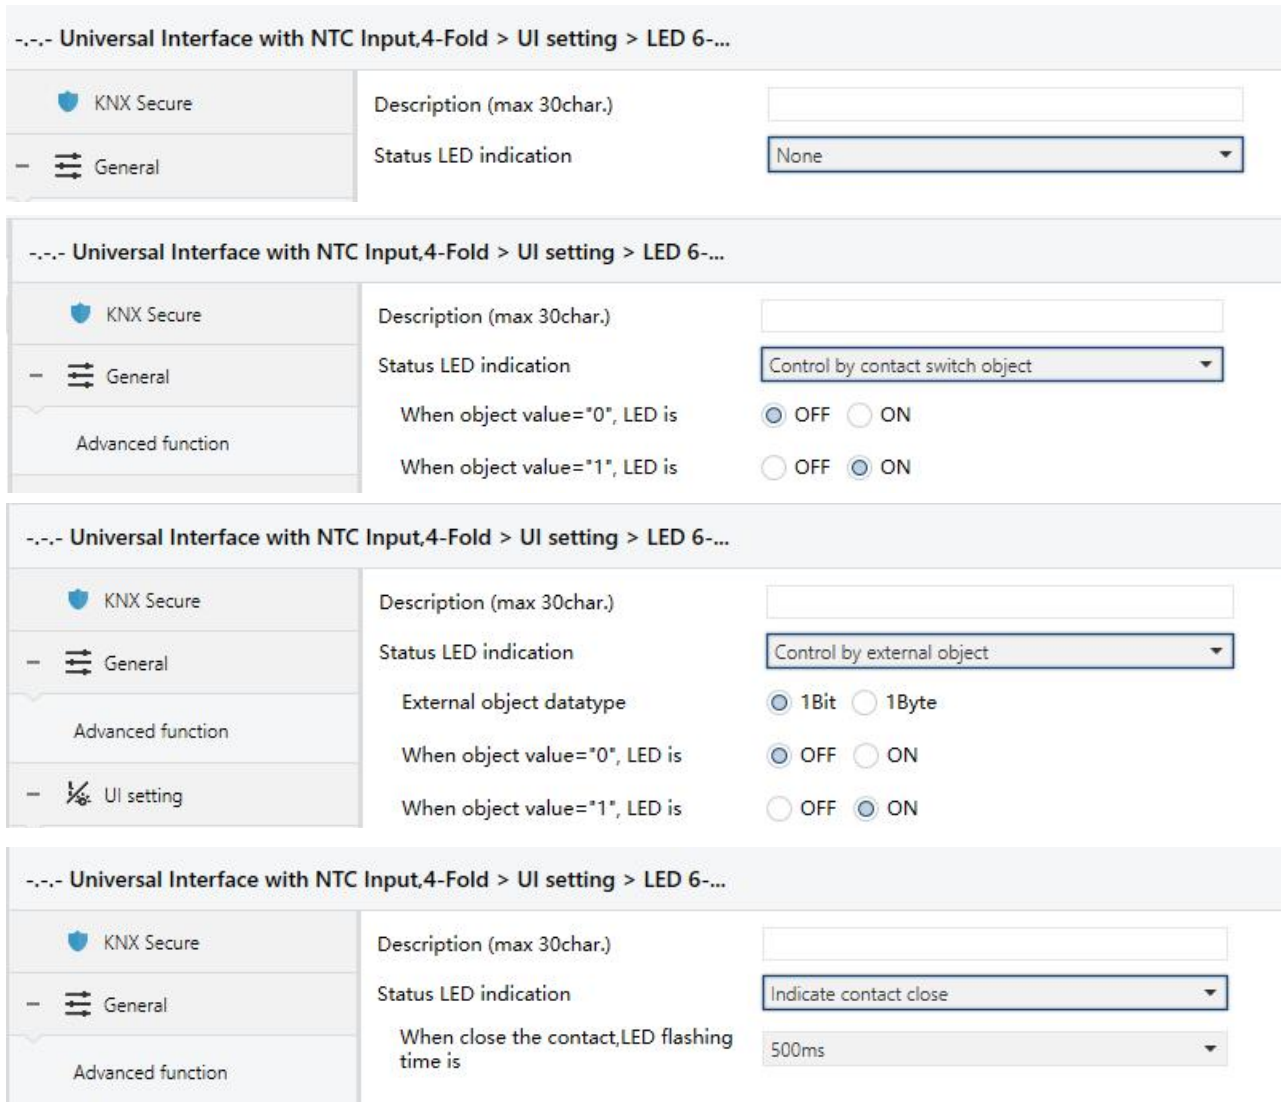 -.-.- Universal Interface with NTC Input,4-Fold > UI setting > LED 6-...
KNX Secure
Description (max 30char.)
General
Status LED indication
None
-.-.- Universal Interface with NTC Input,4-Fold > UI setting > LED 6-...
KNX Secure
Description (max 30char.)
General
Status LED indication
Control by contact switch object
When object value="0", LED is
OFF ON
Advanced function
When object value="1", LED is
OFF ON
-.-.- Universal Interface with NTC Input,4-Fold > UI setting > LED 6-...
KNX Secure
Description (max 30char.)
General
Status LED indication
Control by external object
External object datatype
1Bit 1Byte
Advanced function
When object value="0", LED is
OFF ON
UI setting
When object value="1", LED is
OFF ON
-.-.- Universal Interface with NTC Input,4-Fold > UI setting > LED 6-...
KNX Secure
Description (max 30char.)
General
Status LED indication
Indicate contact close
When close the contact,LED flashing
time is
500ms
Advanced function